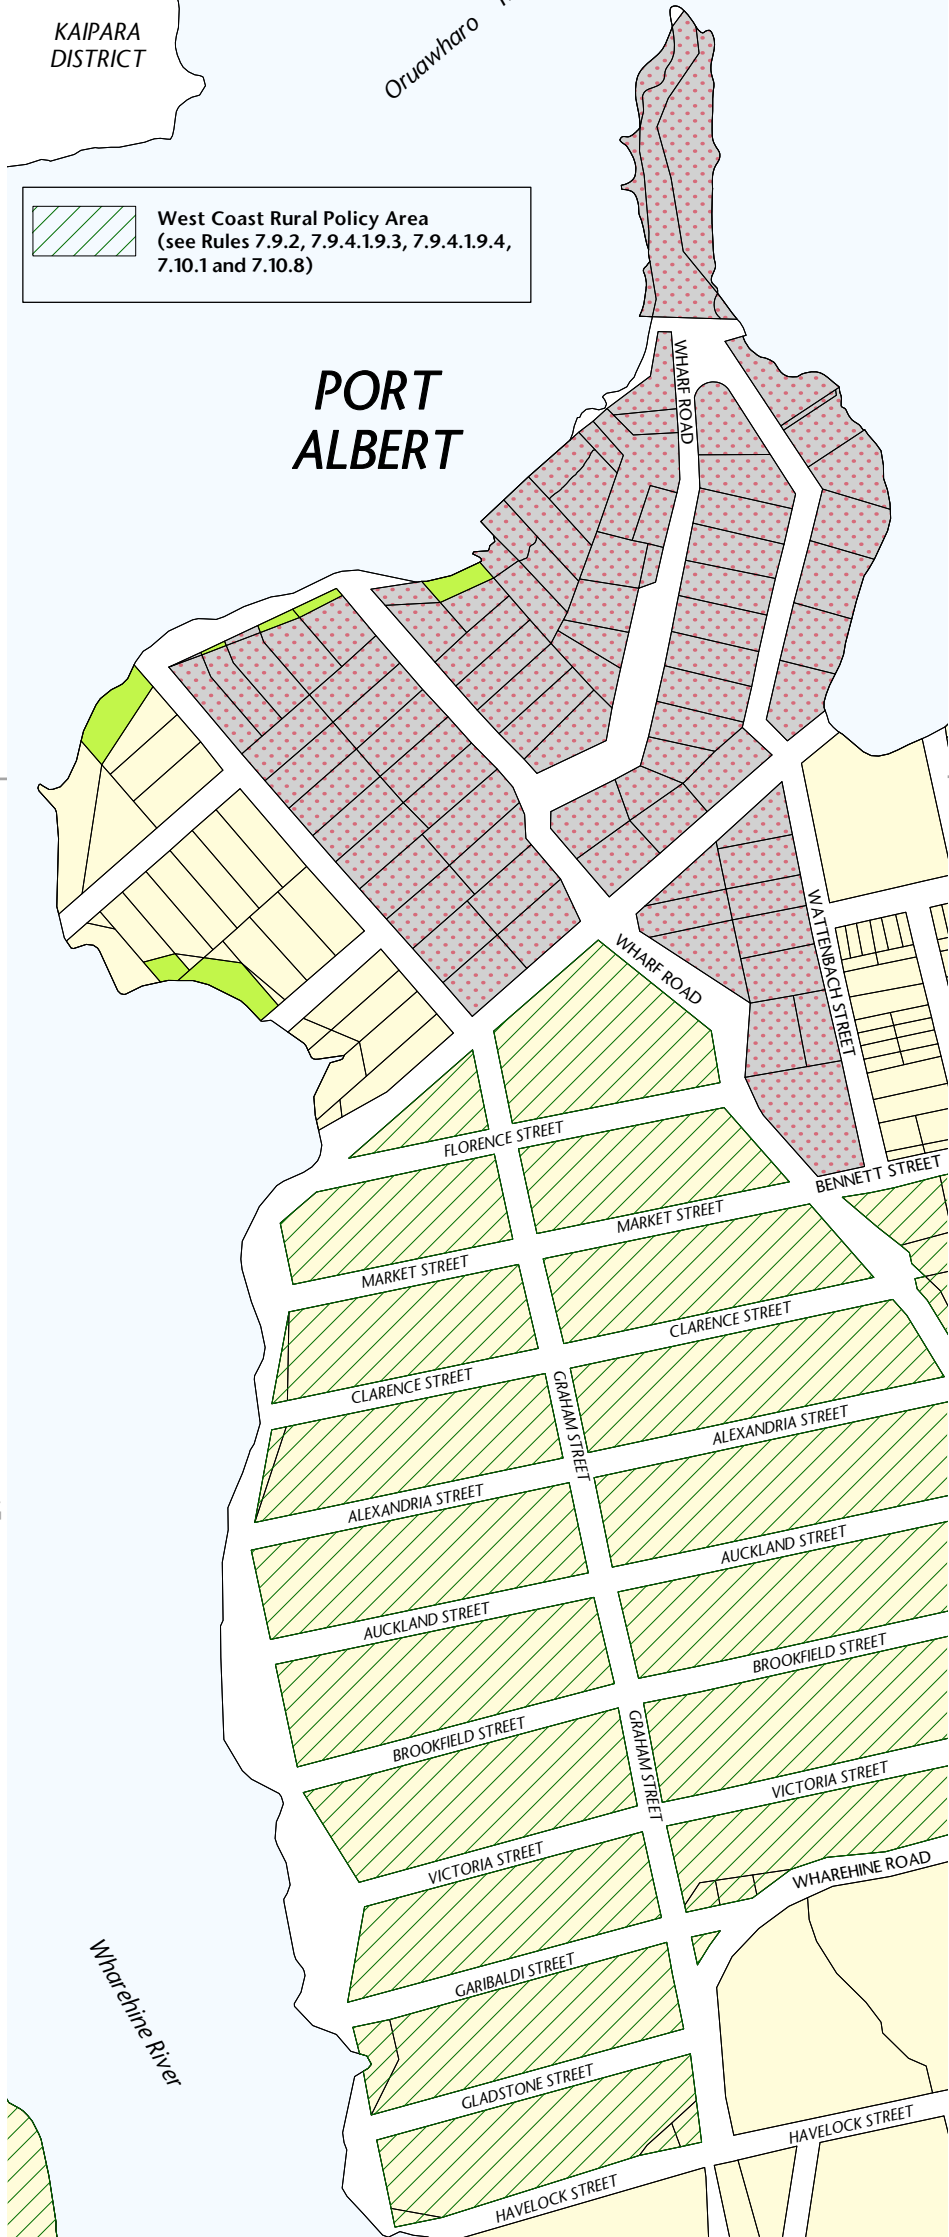 KAIPARA
DISTRICT
Oruawharo
West Coast Rural Policy Area
(see Rules 7.9.2, 7.9.4.1.9.3, 7.9.4.1.9.4,
7.10.1 and 7.10.8)
PORT
ALBERT
WHARF ROAD
WHARF ROAD
WATTENBACH STREET
FLORENCE STREET
BENNETT STREET
MARKET STREET
MARKET STREET
CLARENCE STREET
CLARENCE STREET
GRAHAM STREET
ALEXANDRIA STREET
ALEXANDRIA STREET
AUCKLAND STREET
AUCKLAND STREET
BROOKFIELD STREET
BROOKFIELD STREET
GRAHAM STREET
VICTORIA STREET
VICTORIA STREET
WHAREHINE ROAD
GARIBALDI STREET
Wharehine River
GLADSTONE STREET
HAVELOCK STREET
HAVELOCK STREET